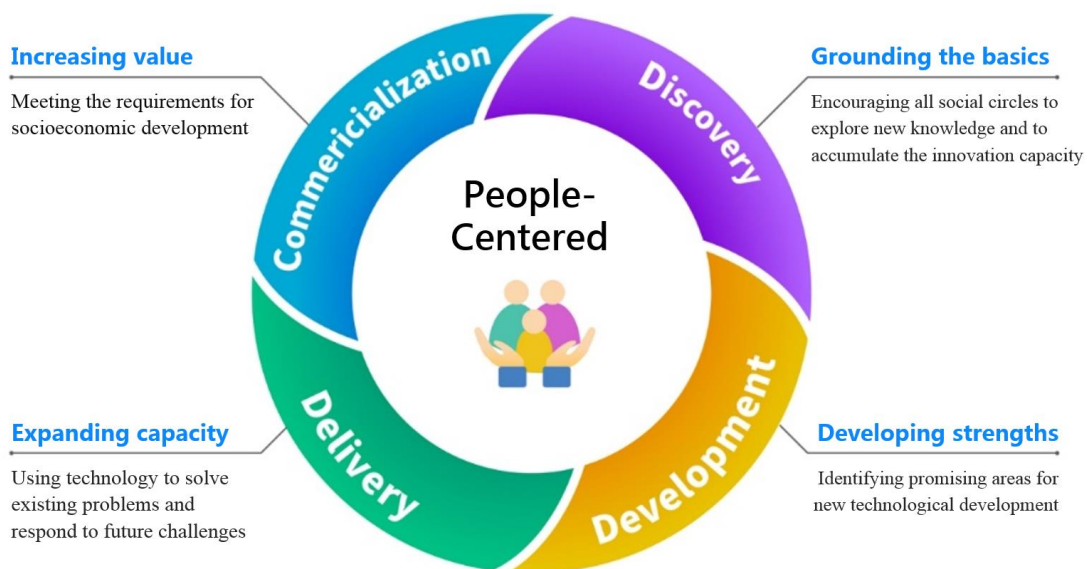 Increasing value
Meeting the requirements for
socioeconomic development
Commericialization
Discovery
Grounding the basics
Encouraging all social circles to
explore new knowledge and to
accumulate the innovation capacity
People-
Centered
Expanding capacity
Using technology to solve
existing problems and
respond to future challenges
Delivery
Development
Developing strengths
Identifying promising areas for
new technological development